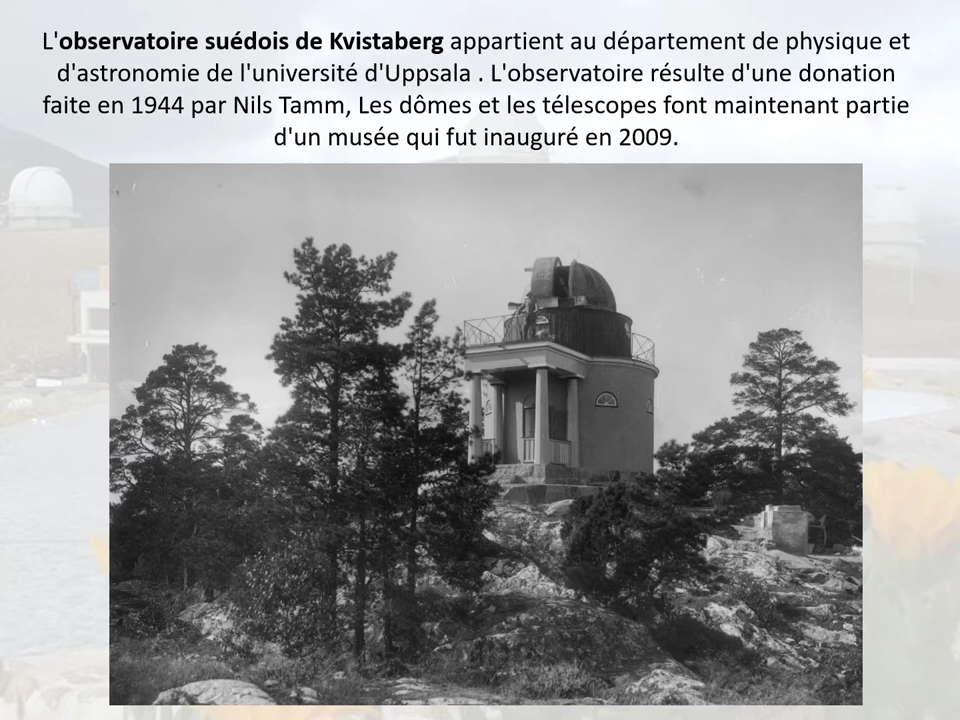 L'observatoire suédois de Kvistaberg appartient au département de physique et
d'astronomie de l'université d'Uppsala . L'observatoire résulte d'une donation
faite en 1944 par Nils Tamm, Les dômes et les télescopes font maintenant partie
d'un musée qui fut inauguré en 2009.